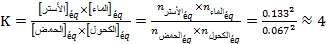 K = [الأستر]éq×[الماء]éq / [الحمض]éq×[الكحول]éq = nالأستر éq×nالماء éq / nالحمض éq×nالكحول éq = 0.133² / 0.067² ≈ 4